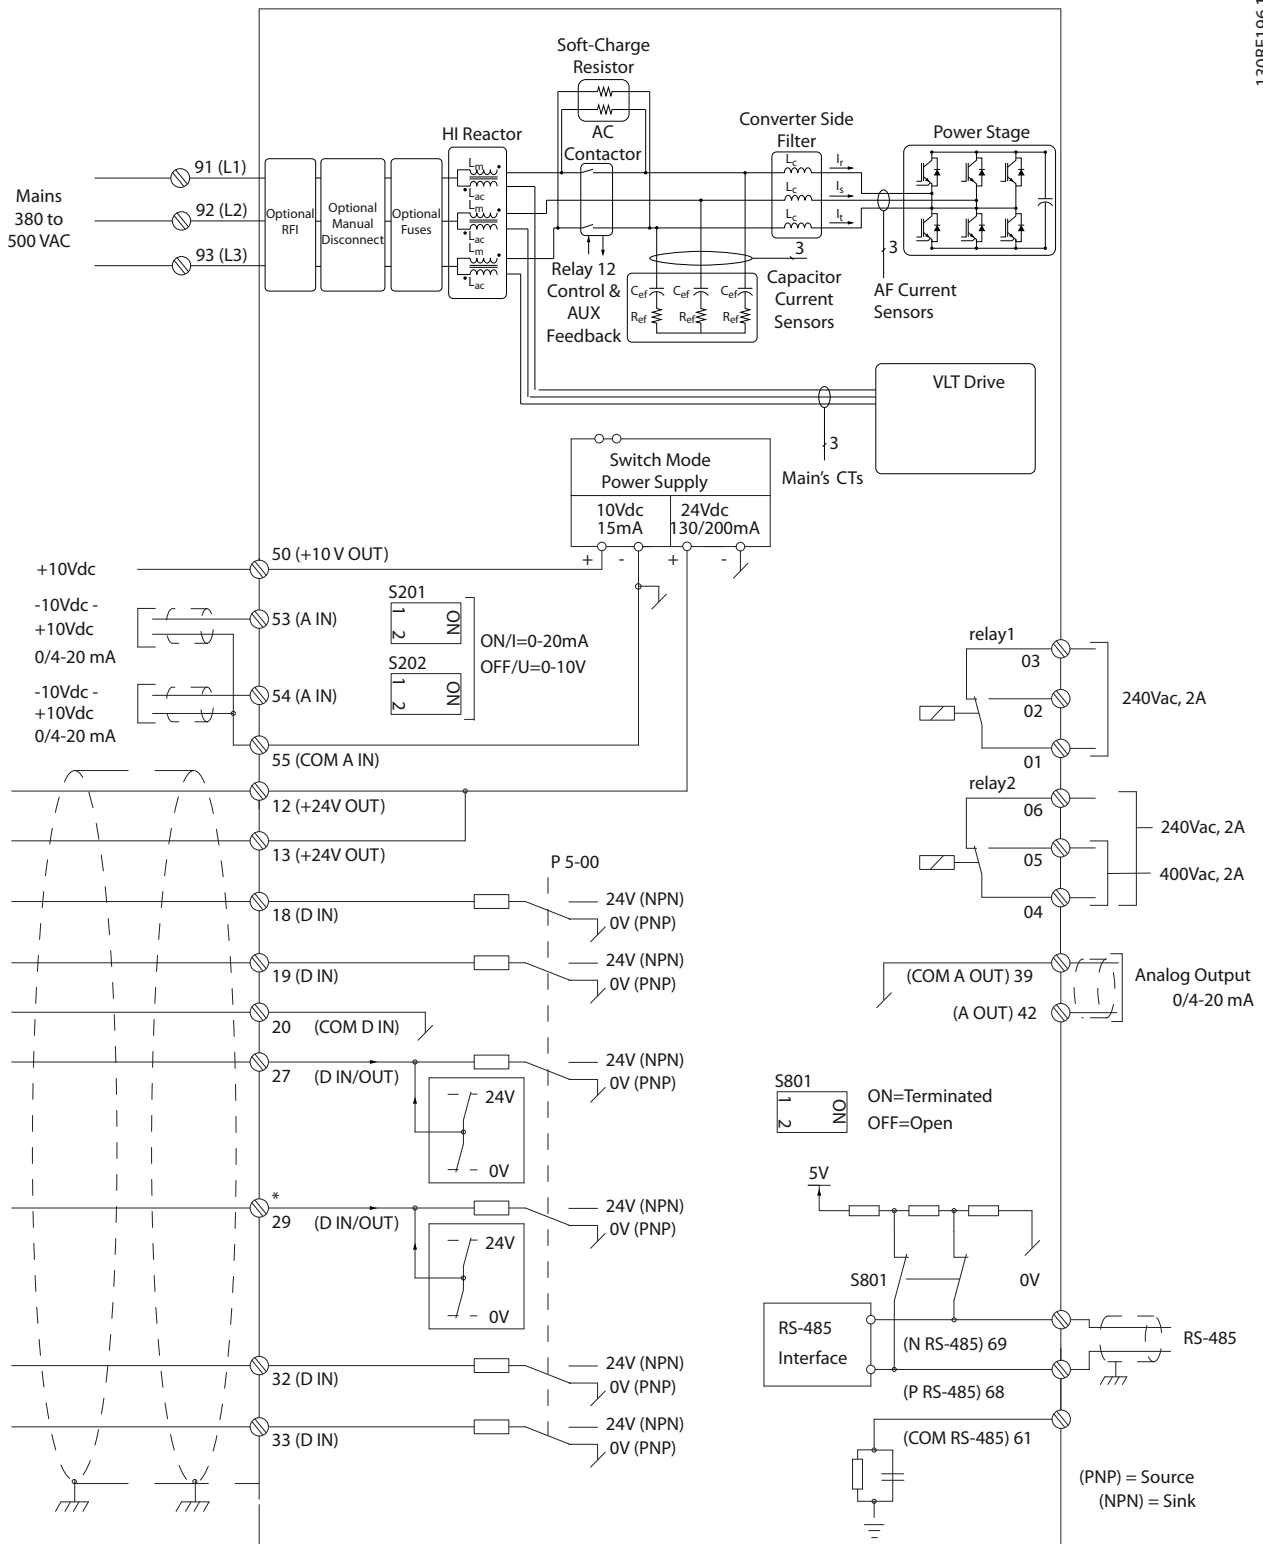 130BE196.1
Soft-Charge
Resistor
AC
Contactor
HI Reactor
Converter Side
Filter
Power Stage
Mains
380 to
500 VAC
91 (L1)
92 (L2)
93 (L3)
Optional
RFI
Optional
Manual
Disconnect
Optional
Fuses
Lm
Lac
Lm
Lac
Lm
Lac
Lc
Lc
Lc
Ir
Is
It
3
3
Relay 12
Control &
AUX
Feedback
Cef
Cef
Cef
Ref
Ref
Ref
Capacitor
Current
Sensors
AF Current
Sensors
VLT Drive
3
Main's CTs
Switch Mode
Power Supply
10Vdc
15mA
24Vdc
130/200mA
+ - + -
+10Vdc
50 (+10 V OUT)
-10Vdc -
+10Vdc
0/4-20 mA
53 (A IN)
-10Vdc -
+10Vdc
0/4-20 mA
54 (A IN)
55 (COM A IN)
S201
1
2
ON
S202
1
2
ON
ON/I=0-20mA
OFF/U=0-10V
12 (+24V OUT)
13 (+24V OUT)
P 5-00
18 (D IN)
24V (NPN)
0V (PNP)
19 (D IN)
24V (NPN)
0V (PNP)
20 (COM D IN)
27 (D IN/OUT)
24V (NPN)
0V (PNP)
24V
0V
*
29 (D IN/OUT)
24V (NPN)
0V (PNP)
24V
0V
32 (D IN)
24V (NPN)
0V (PNP)
33 (D IN)
24V (NPN)
0V (PNP)
relay1
03
02
01
240Vac, 2A
relay2
06
05
04
240Vac, 2A
400Vac, 2A
(COM A OUT) 39
(A OUT) 42
Analog Output
0/4-20 mA
S801
1
2
ON
ON=Terminated
OFF=Open
5V
S801
0V
RS-485
Interface
(N RS-485) 69
(P RS-485) 68
(COM RS-485) 61
RS-485
(PNP) = Source
(NPN) = Sink